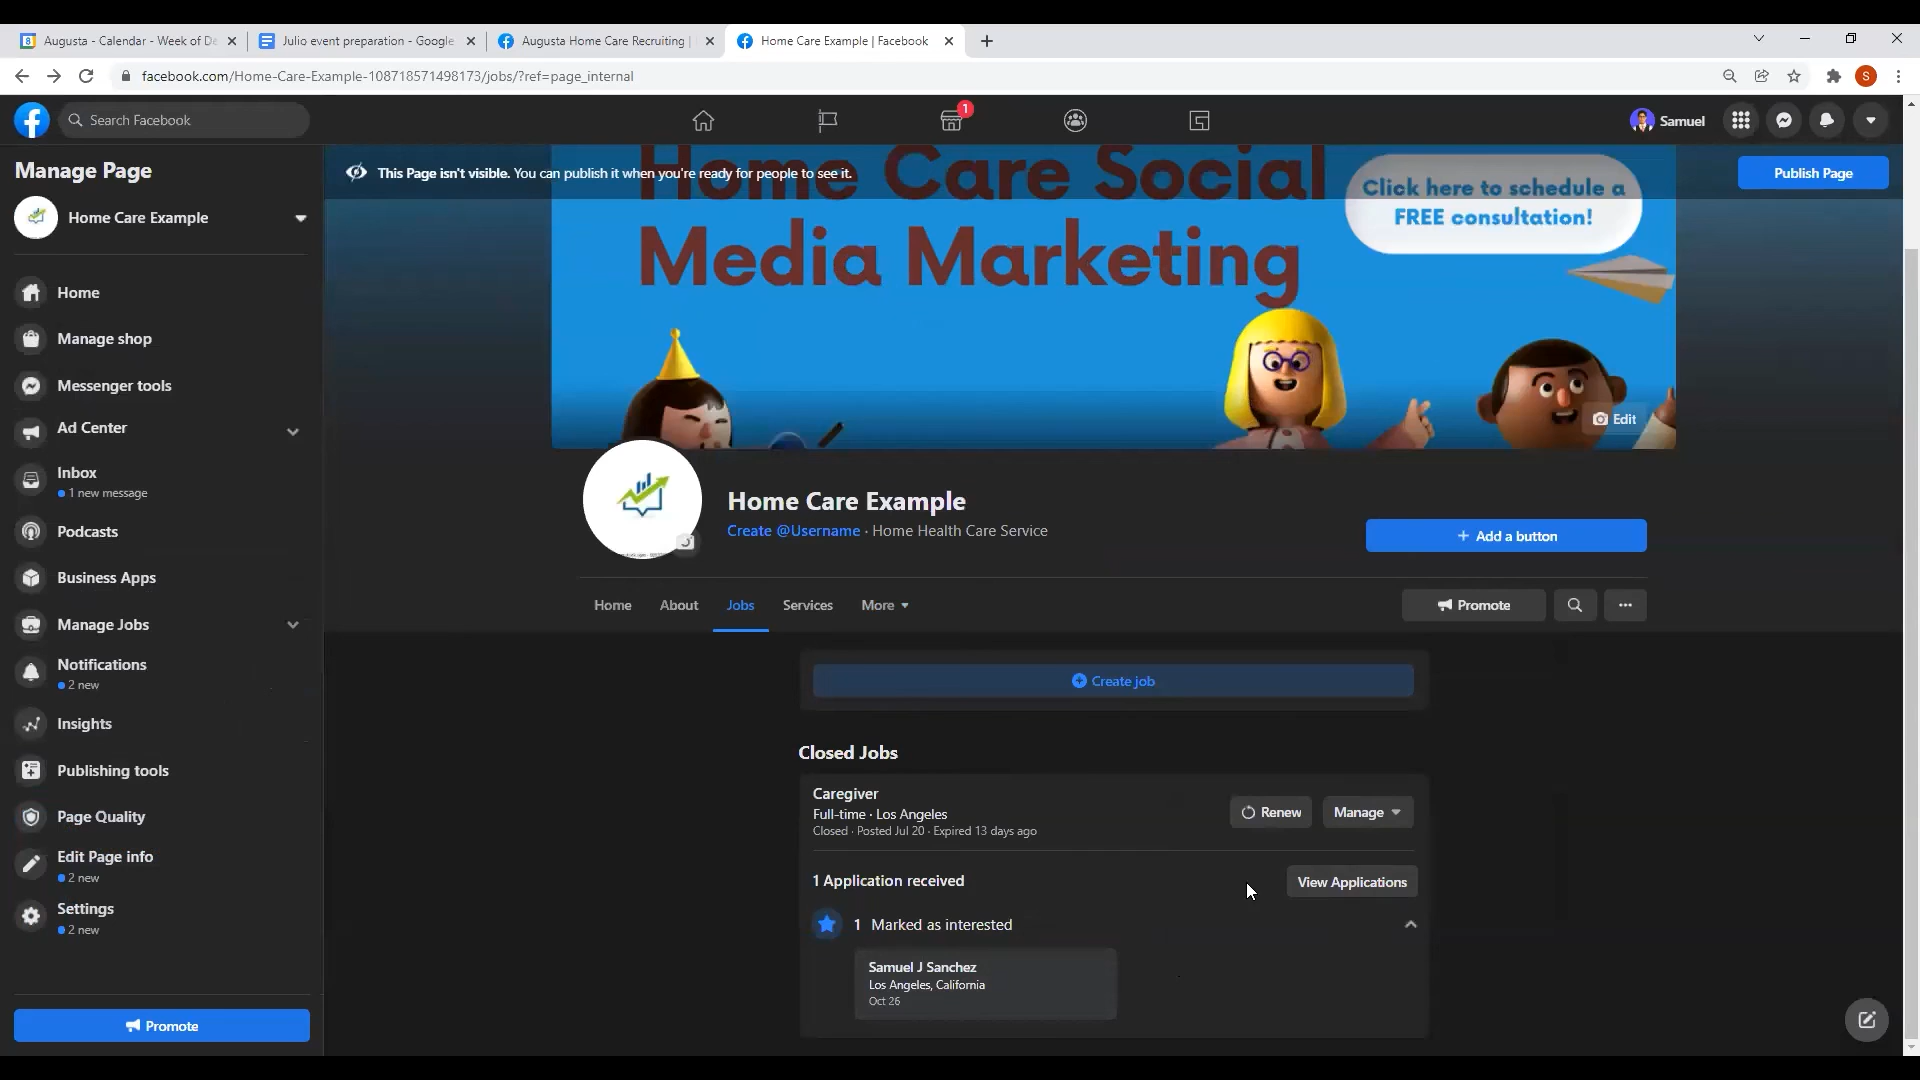 Augusta - Calendar - Week of De
Julio event preparation - Google
Augusta Home Care Recruiting |
Home Care Example | Facebook
facebook.com/Home-Care-Example-108718571498173/jobs/?ref=page_internal
S
Search Facebook
1
Samuel
Manage Page
Home Care Example
Home
Manage shop
Messenger tools
Ad Center
Inbox
1 new message
Podcasts
Business Apps
Manage Jobs
Notifications
2 new
Insights
Publishing tools
Page Quality
Edit Page info
2 new
Settings
2 new
Promote
This Page isn't visible. You can publish it when you're ready for people to see it.
Publish Page
Home Care Social
Media Marketing
Click here to schedule a
FREE consultation!
Edit
Home Care Example
Create @Username · Home Health Care Service
+ Add a button
Home
About
Jobs
Services
More
Promote
Create job
Closed Jobs
Caregiver
Full-time · Los Angeles
Closed · Posted Jul 20 · Expired 13 days ago
Renew
Manage
1 Application received
View Applications
1 Marked as interested
Samuel J Sanchez
Los Angeles, California
Oct 26